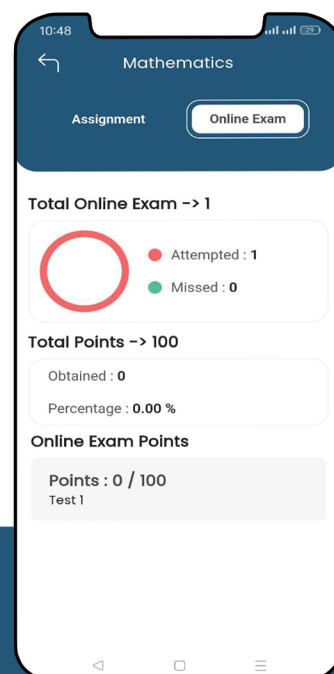 10:48
29
Mathematics
Assignment
Online Exam
Total Online Exam -> 1
Attempted : 1
Missed : 0
Total Points -> 100
Obtained : 0
Percentage : 0.00 %
Online Exam Points
Points : 0 / 100
Test 1